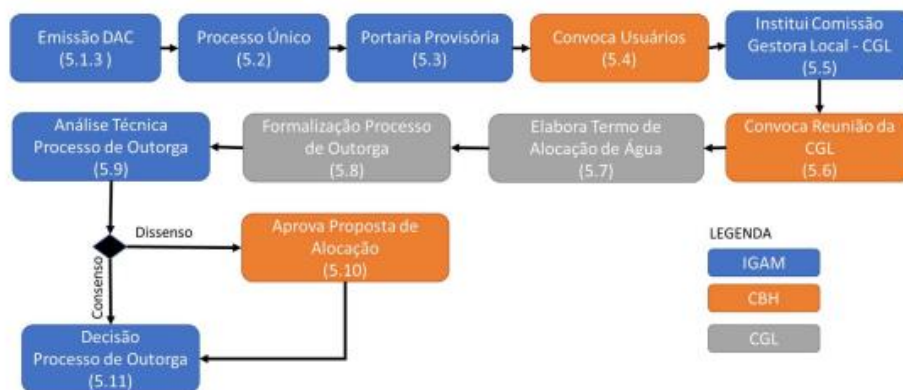 Emissão DAC
(5.1.3 )
Processo Único
(5.2)
Portaria Provisória
(5.3)
Convoca Usuários
(5.4)
Institui Comissão
Gestora Local - CGL
(5.5)
Análise Técnica
Processo de Outorga
(5.9)
Formalização Processo
de Outorga
(5.8)
Elabora Termo de
Alocação de Água
(5.7)
Convoca Reunião da
CGL
(5.6)
Dissenso
Aprova Proposta de
Alocação
(5.10)
Consenso
Decisão
Processo de Outorga
(5.11)
LEGENDA
IGAM
CBH
CGL